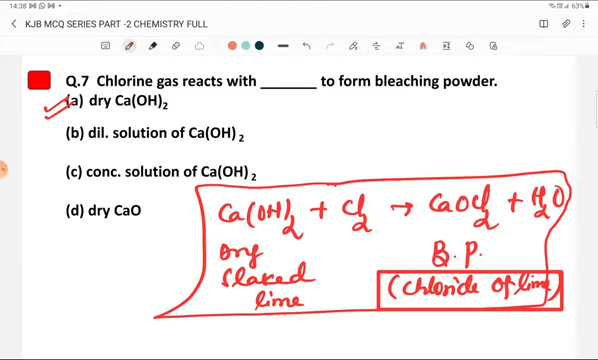 14:38
63%
KJB MCQ SERIES PART -2 CHEMISTRY FULL
Q.7 Chlorine gas reacts with _______ to form bleaching powder.
(a) dry Ca(OH)₂
(b) dil. solution of Ca(OH) ₂
(c) conc. solution of Ca(OH) ₂
(d) dry CaO
Ca(OH)₂ + Cl₂ → CaOCl₂ + H₂O
Dry
Slaked
lime
B.P.
(Chloride of lime)